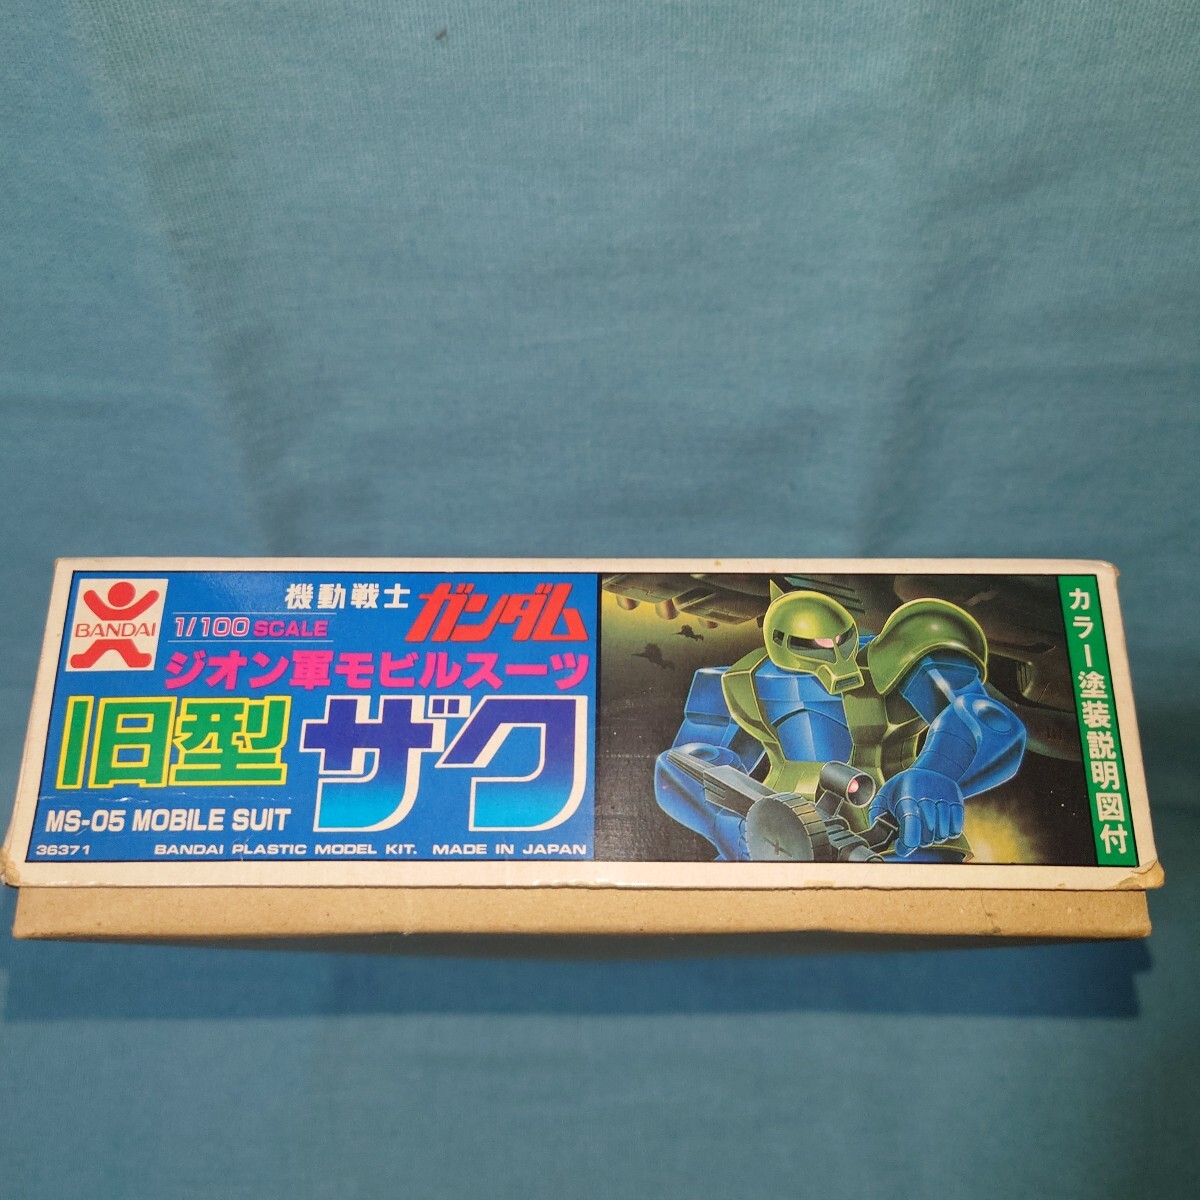 BANDAI
機動戦士 ガンダム
1/100 SCALE
ジオン軍モビルスーツ
旧型 ザク
MS-05 MOBILE SUIT
36371 BANDAI PLASTIC MODEL KIT. MADE IN JAPAN
カラー塗装説明図付